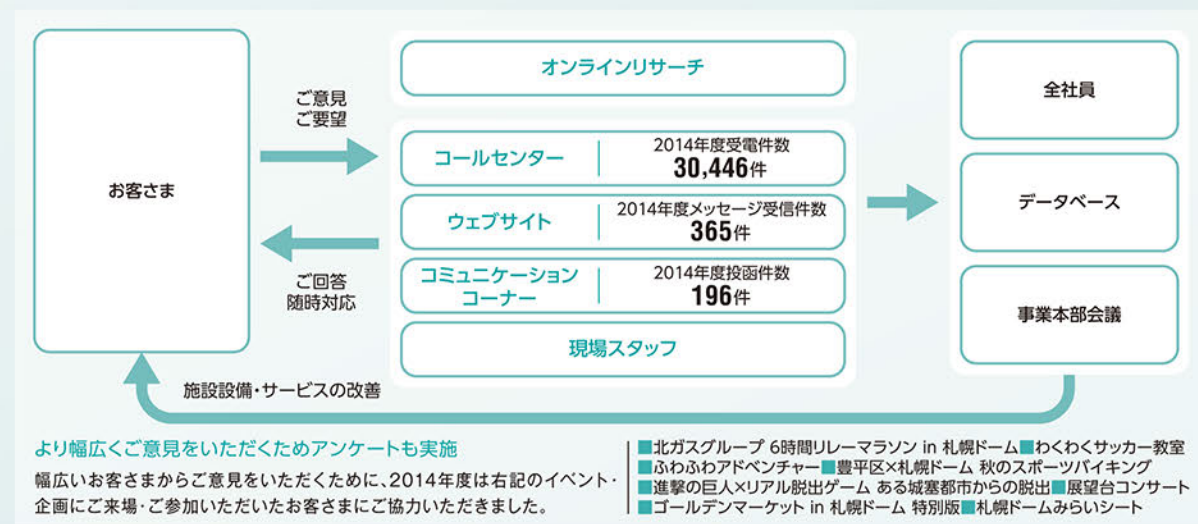 お客さま
ご意見
ご要望
ご回答
随時対応
オンラインリサーチ
コールセンター
2014年度受電件数
30,446件
ウェブサイト
2014年度メッセージ受信件数
365件
コミュニケーション
コーナー
2014年度投函件数
196件
現場スタッフ
全社員
データベース
事業本部会議
施設設備・サービスの改善
より幅広くご意見をいただくためアンケートも実施
幅広いお客さまからご意見をいただくために、2014年度は右記のイベント・
企画にご来場・ご参加いただいたお客さまにご協力いただきました。
■北ガスグループ 6時間リレーマラソン in 札幌ドーム■わくわくサッカー教室
■ふわふわアドベンチャー■豊平区×札幌ドーム 秋のスポーツバイキング
■進撃の巨人×リアル脱出ゲーム ある城塞都市からの脱出■展望台コンサート
■ゴールデンマーケット in 札幌ドーム 特別版■札幌ドームみらいシート